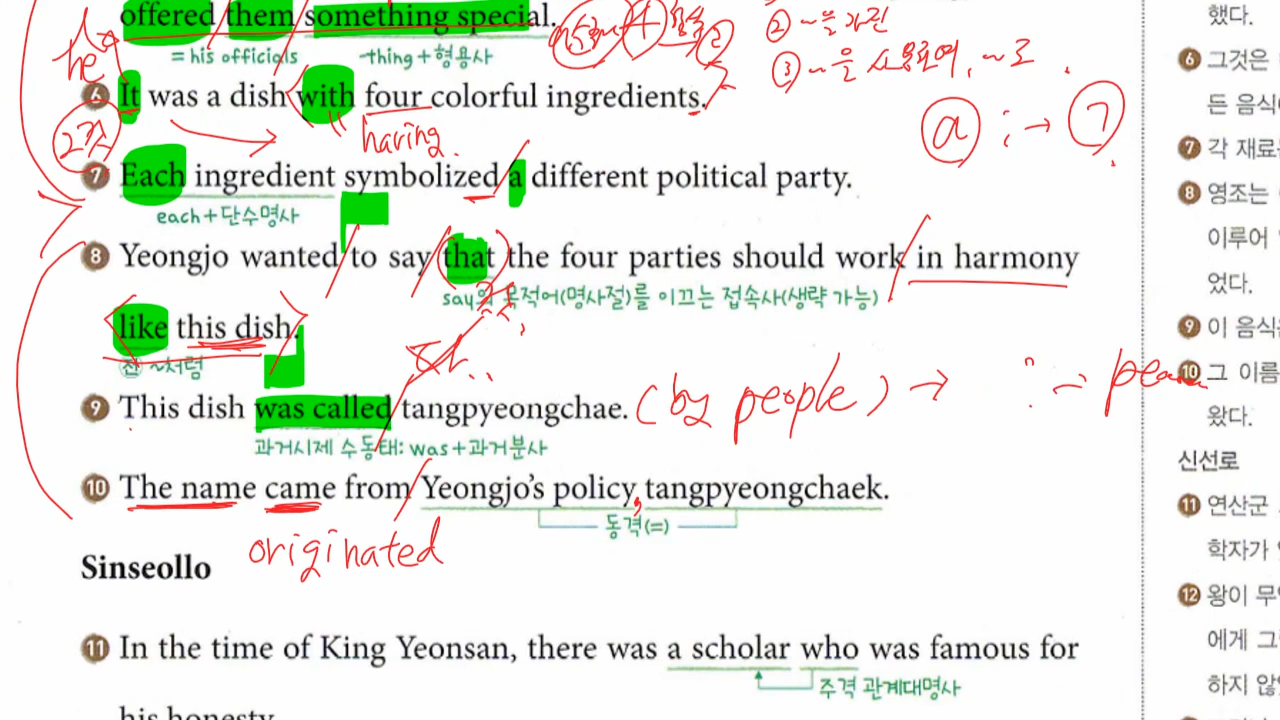 offered them something special.
= his officials
-thing+형용사
② ~을 가진
③ ~을 사용하여, ~로
he
⑥ It was a dish with four colorful ingredients.
having
⑦ Each ingredient symbolized a different political party.
each+단수명사
⑧ Yeongjo wanted to say that the four parties should work in harmony
say의 목적어(명사절)를 이끄는 접속사(생략 가능)
like this dish.
전 ~처럼
⑨ This dish was called tangpyeongchae. (by people) →
과거시제 수동태: was+과거분사
⑩ The name came from Yeongjo's policy, tangpyeongchaek.
동격(=)
originated
Sinseollo
⑪ In the time of King Yeonsan, there was a scholar who was famous for
주격 관계대명사
his honesty.
했다.
⑥ 그것은
든 음식
⑦ 각 재료
⑧ 영조는
이루어
었다.
⑨ 이 음식
⑩ 그 이름
왔다.
신선로
⑪ 연산군
학자가
⑫ 왕이 무
에게 그
하지 않